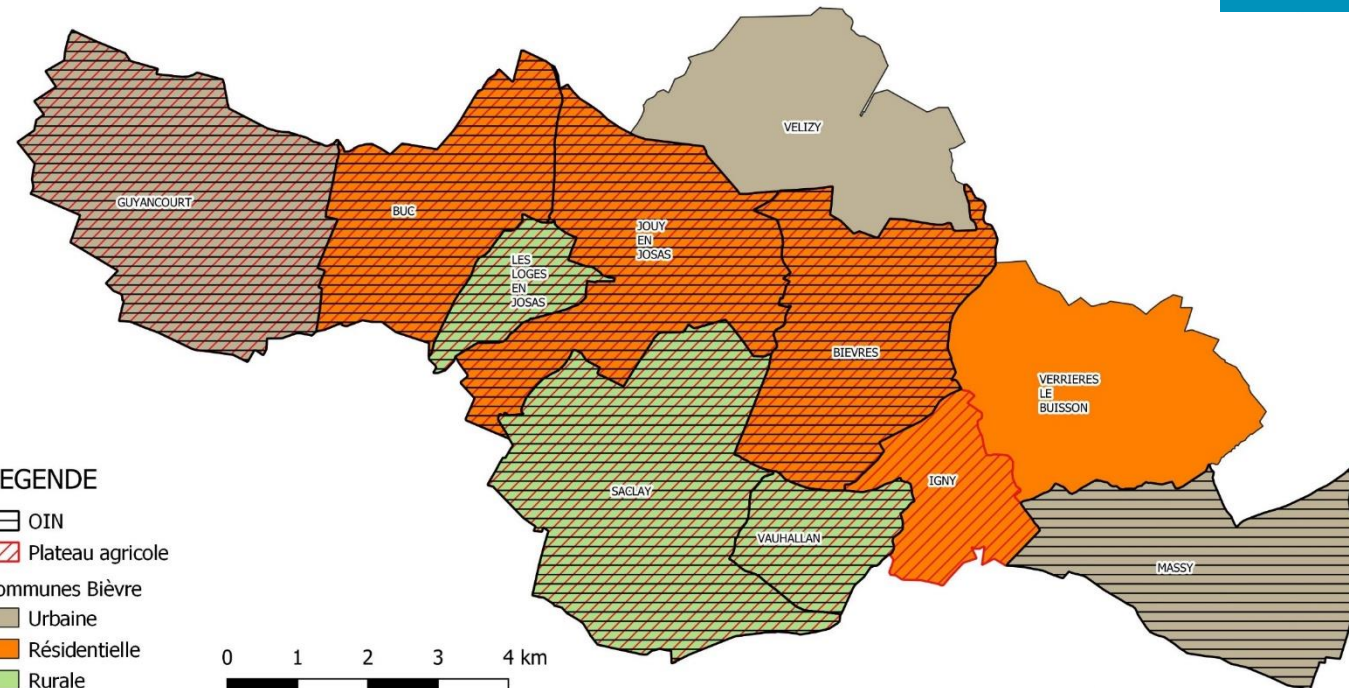 VELIZY
GUYANCOURT
BUC
JOUY
EN
JOSAS
LES
LOGES
EN
JOSAS
BIEVRES
VERRIERES
LE
BUISSON
SACLAY
IGNY
VAUHALLAN
MASSY
EGENDE
OIN
Plateau agricole
ommunes Bièvre
Urbaine
Résidentielle
Rurale
0 1 2 3 4 km